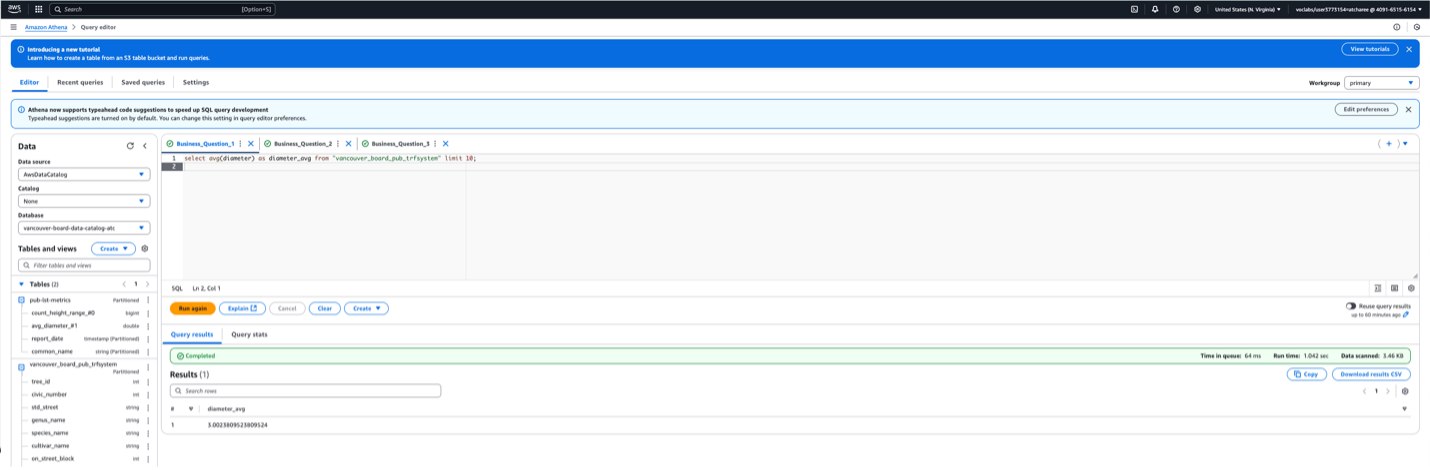 aws
Search [Option+S] United States (N. Virginia) voclabs/user3773154=atcharee @ 4091-6515-6154
Amazon Athena > Query editor
Introducing a new tutorial
Learn how to create a table from an S3 table bucket and run queries.
View tutorials
Editor Recent queries Saved queries Settings
Workgroup primary
Athena now supports typeahead code suggestions to speed up SQL query development
Typeahead suggestions are turned on by default. You can change this setting in query editor preferences.
Edit preferences
Data
Data source
AwsDataCatalog
Catalog
None
Database
vancouver-board-data-catalog-atc
Tables and views Create
Filter tables and views
Tables (2) 1
pub-lst-metrics Partitioned
count_height_range_#0 bigint
avg_diameter_#1 double
report_date timestamp (Partitioned)
common_name string (Partitioned)
vancouver_board_pub_trfsystem
Partitioned
tree_id int
civic_number int
std_street string
genus_name string
species_name string
cultivar_name string
on_street_block int
Business_Question_1 Business_Question_2 Business_Question_3
1 select avg(diameter) as diameter_avg from "vancouver_board_pub_trfsystem" limit 10;
2
SQL Ln 2, Col 1
Run again Explain Cancel Clear Create
Reuse query results
up to 60 minutes ago
Query results Query stats
Completed
Time in queue: 64 ms Run time: 1.042 sec Data scanned: 3.46 KB
Results (1)
Copy Download results CSV
Search rows
1
# diameter_avg
1 3.0023809523809524